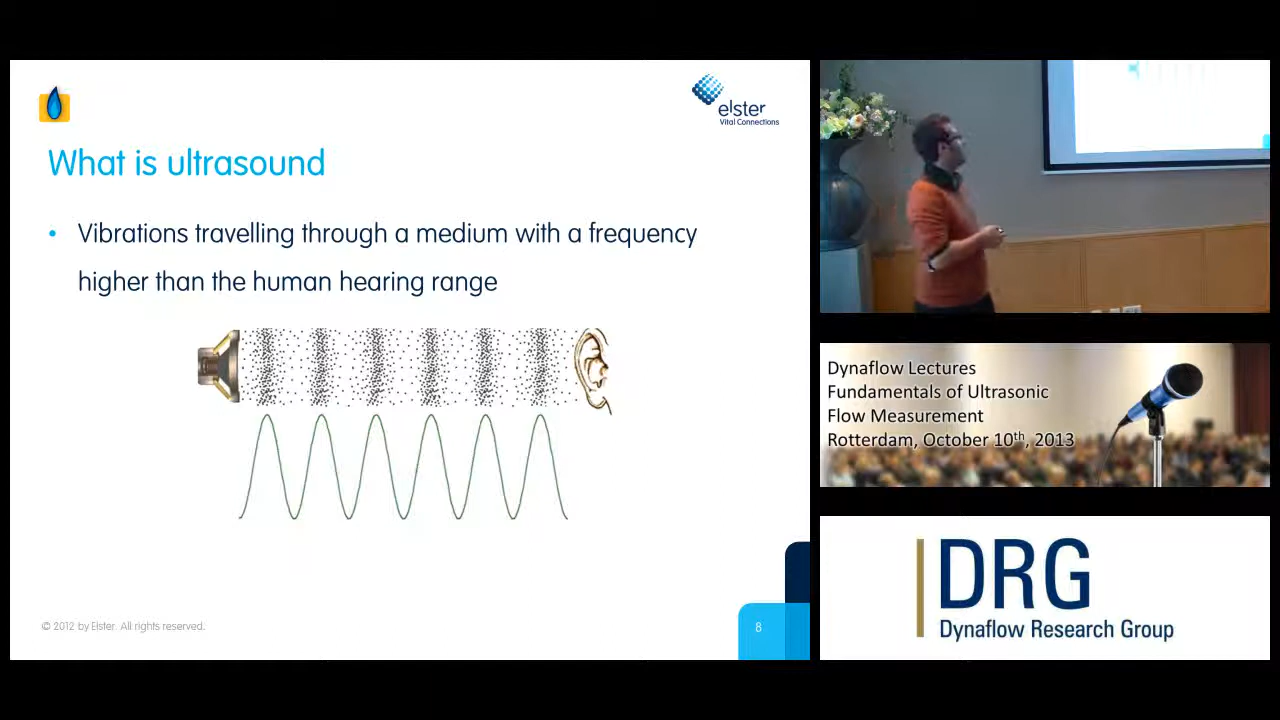 elster
Vital Connections
What is ultrasound
• Vibrations travelling through a medium with a frequency
higher than the human hearing range
© 2012 by Elster. All rights reserved.
8
Dynaflow Lectures
Fundamentals of Ultrasonic
Flow Measurement
Rotterdam, October 10th, 2013
DRG
Dynaflow Research Group